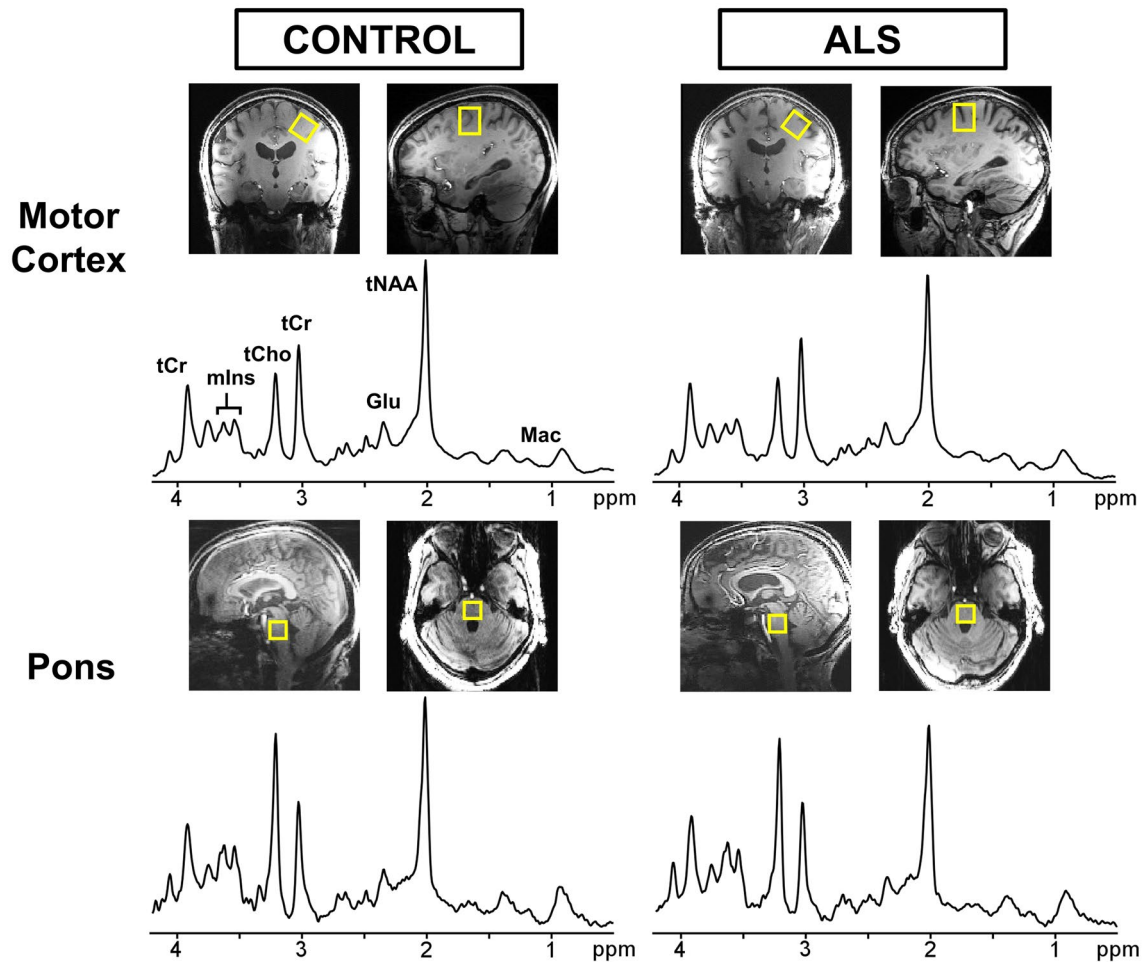 CONTROL
ALS
Motor
Cortex
tNAA
tCr
tCho
tCr
mIns
Glu
Mac
4 3 2 1 ppm
4 3 2 1 ppm
Pons
4 3 2 1 ppm
4 3 2 1 ppm